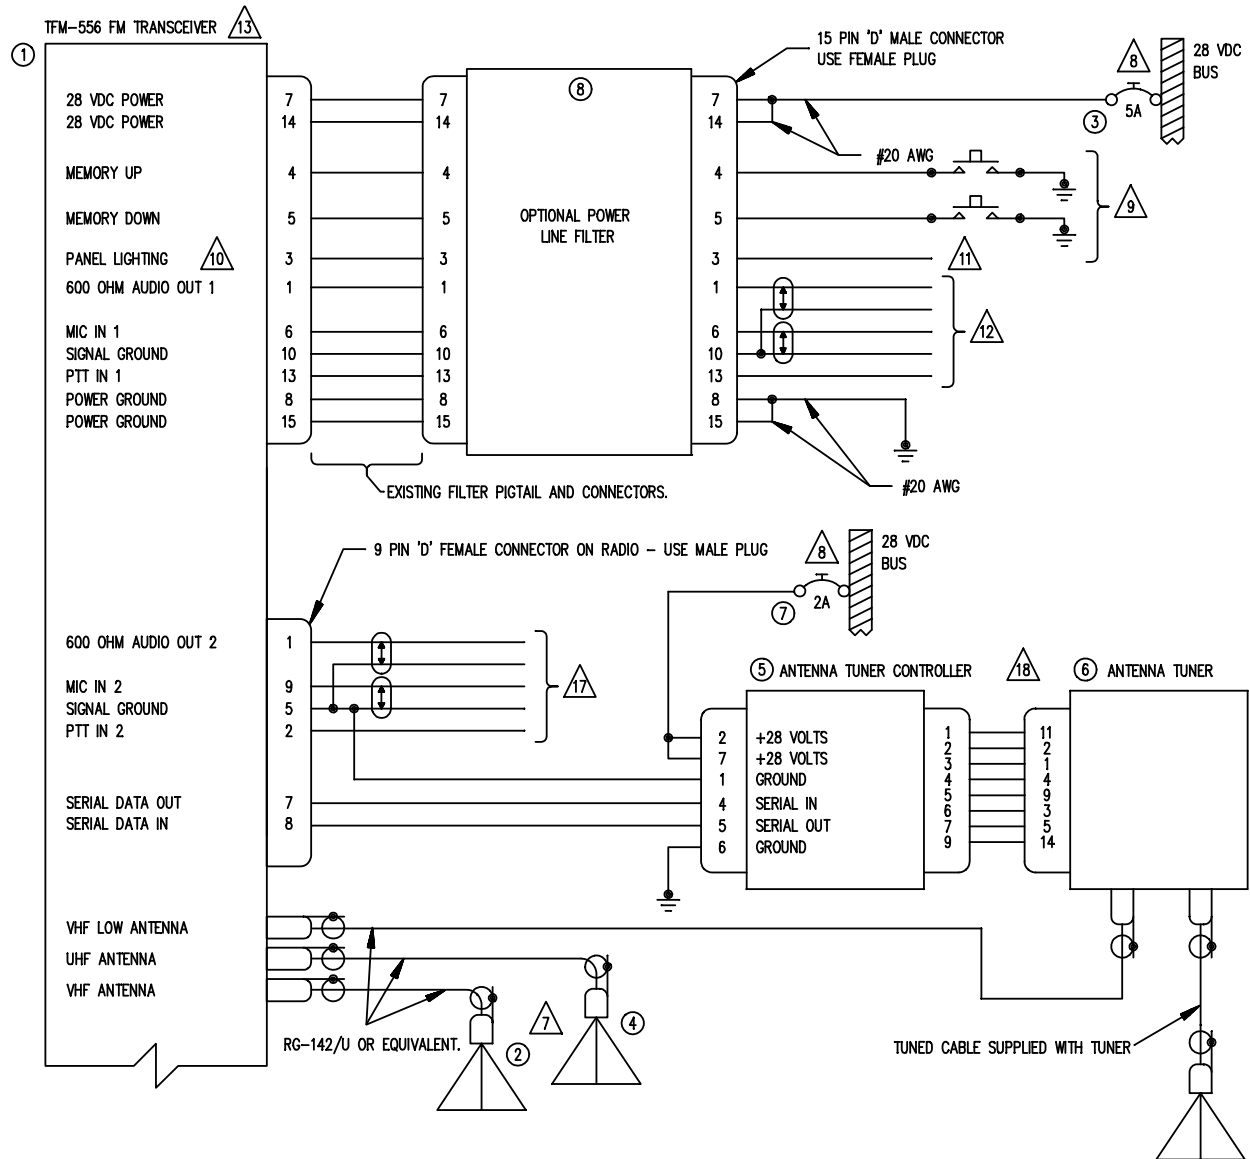 TFM-556 FM TRANSCEIVER 13
1
15 PIN 'D' MALE CONNECTOR
USE FEMALE PLUG
8
28 VDC
BUS
8
28 VDC POWER 7 7 7
3
5A
28 VDC POWER 14 14 14
#20 AWG
MEMORY UP 4 4 4
9
MEMORY DOWN 5 5 5
OPTIONAL POWER
LINE FILTER
PANEL LIGHTING 10 3 3 3 11
600 OHM AUDIO OUT 1 1 1 1
12
MIC IN 1 6 6 6
SIGNAL GROUND 10 10 10
PTT IN 1 13 13 13
POWER GROUND 8 8 8
POWER GROUND 15 15 15
EXISTING FILTER PIGTAIL AND CONNECTORS.
#20 AWG
9 PIN 'D' FEMALE CONNECTOR ON RADIO - USE MALE PLUG
8
28 VDC
BUS
7
2A
600 OHM AUDIO OUT 2 1
MIC IN 2 9
17
SIGNAL GROUND 5
PTT IN 2 2
5 ANTENNA TUNER CONTROLLER
18
6 ANTENNA TUNER
2 +28 VOLTS 1 11
7 +28 VOLTS 2 2
1 GROUND 3 1
4 4
4 SERIAL IN 5 9
5 SERIAL OUT 6 3
6 GROUND 7 5
9 14
SERIAL DATA OUT 7
SERIAL DATA IN 8
VHF LOW ANTENNA
UHF ANTENNA
VHF ANTENNA
RG-142/U OR EQUIVALENT.
2
7
4
TUNED CABLE SUPPLIED WITH TUNER